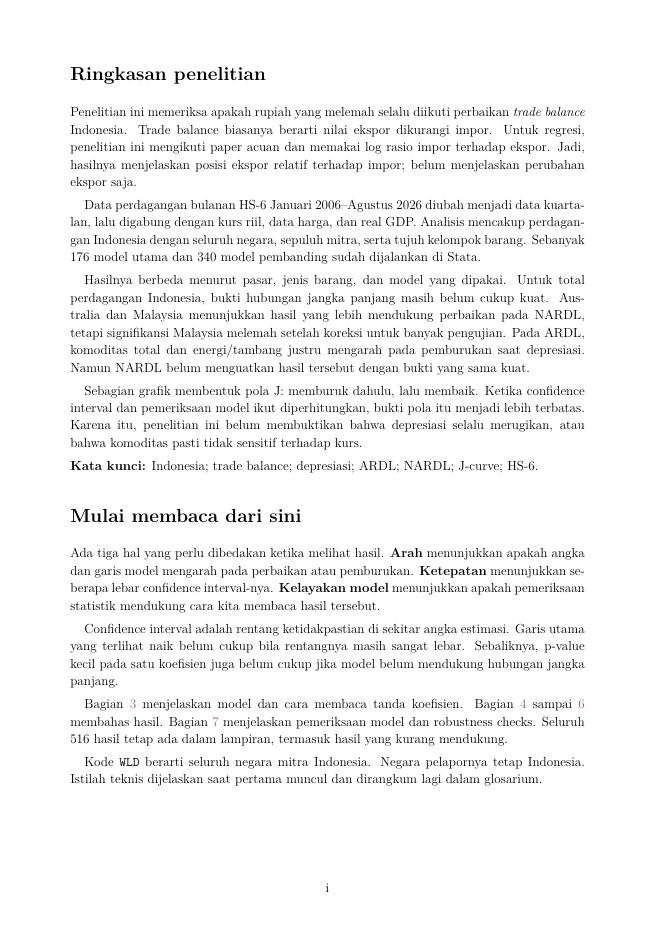 Ringkasan penelitian
Penelitian ini memeriksa apakah rupiah yang melemah selalu diikuti perbaikan trade balance
Indonesia. Trade balance biasanya berarti nilai ekspor dikurangi impor. Untuk regresi,
penelitian ini mengikuti paper acuan dan memakai log rasio impor terhadap ekspor. Jadi,
hasilnya menjelaskan posisi ekspor relatif terhadap impor; belum menjelaskan perubahan
ekspor saja.
Data perdagangan bulanan HS-6 Januari 2006–Agustus 2026 diubah menjadi data kuarta-
lan, lalu digabung dengan kurs riil, data harga, dan real GDP. Analisis mencakup perdagan-
gan Indonesia dengan seluruh negara, sepuluh mitra, serta tujuh kelompok barang. Sebanyak
176 model utama dan 340 model pembanding sudah dijalankan di Stata.
Hasilnya berbeda menurut pasar, jenis barang, dan model yang dipakai. Untuk total
perdagangan Indonesia, bukti hubungan jangka panjang masih belum cukup kuat. Aus-
tralia dan Malaysia menunjukkan hasil yang lebih mendukung perbaikan pada NARDL,
tetapi signifikansi Malaysia melemah setelah koreksi untuk banyak pengujian. Pada ARDL,
komoditas total dan energi/tambang justru mengarah pada pemburukan saat depresiasi.
Namun NARDL belum menguatkan hasil tersebut dengan bukti yang sama kuat.
Sebagian grafik membentuk pola J: memburuk dahulu, lalu membaik. Ketika confidence
interval dan pemeriksaan model ikut diperhitungkan, bukti pola itu menjadi lebih terbatas.
Karena itu, penelitian ini belum membuktikan bahwa depresiasi selalu merugikan, atau
bahwa komoditas pasti tidak sensitif terhadap kurs.
Kata kunci: Indonesia; trade balance; depresiasi; ARDL; NARDL; J-curve; HS-6.
Mulai membaca dari sini
Ada tiga hal yang perlu dibedakan ketika melihat hasil. Arah menunjukkan apakah angka
dan garis model mengarah pada perbaikan atau pemburukan. Ketepatan menunjukkan se-
berapa lebar confidence interval-nya. Kelayakan model menunjukkan apakah pemeriksaan
statistik mendukung cara kita membaca hasil tersebut.
Confidence interval adalah rentang ketidakpastian di sekitar angka estimasi. Garis utama
yang terlihat naik belum cukup bila rentangnya masih sangat lebar. Sebaliknya, p-value
kecil pada satu koefisien juga belum cukup jika model belum mendukung hubungan jangka
panjang.
Bagian 3 menjelaskan model dan cara membaca tanda koefisien. Bagian 4 sampai 6
membahas hasil. Bagian 7 menjelaskan pemeriksaan model dan robustness checks. Seluruh
516 hasil tetap ada dalam lampiran, termasuk hasil yang kurang mendukung.
Kode WLD berarti seluruh negara mitra Indonesia. Negara pelapornya tetap Indonesia.
Istilah teknis dijelaskan saat pertama muncul dan dirangkum lagi dalam glosarium.
i